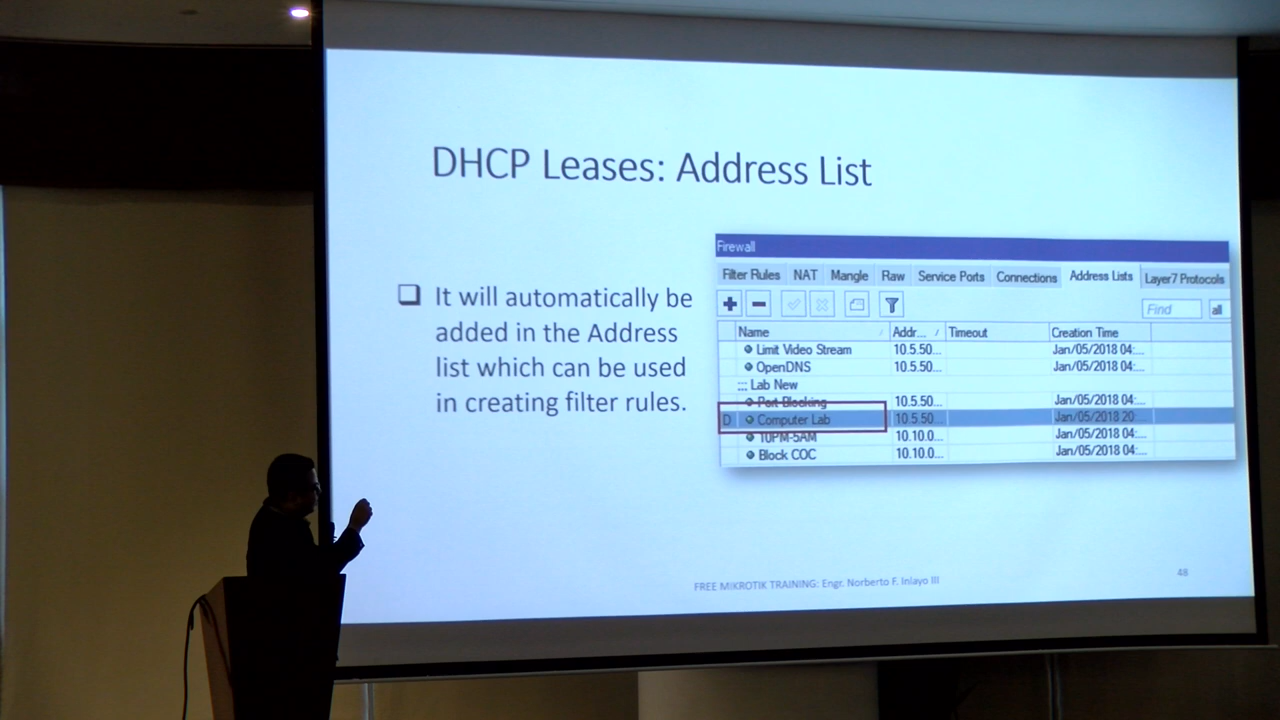 DHCP Leases: Address List
It will automatically be
added in the Address
list which can be used
in creating filter rules.
Firewall
Filter Rules NAT Mangle Raw Service Ports Connections Address Lists Layer7 Protocols
Find all
Name Addr... Timeout Creation Time
Limit Video Stream 10.5.50... Jan/05/2018 04:...
OpenDNS 10.5.50... Jan/05/2018 04:...
::: Lab New
Port Blocking 10.5.50... Jan/05/2018 04:...
D Computer Lab 10.5.50... Jan/05/2018 20:...
10PM-5AM 10.10.0... Jan/05/2018 04:...
Block COC 10.10.0... Jan/05/2018 04:...
FREE MIKROTIK TRAINING: Engr. Norberto F. Inlayo III
48